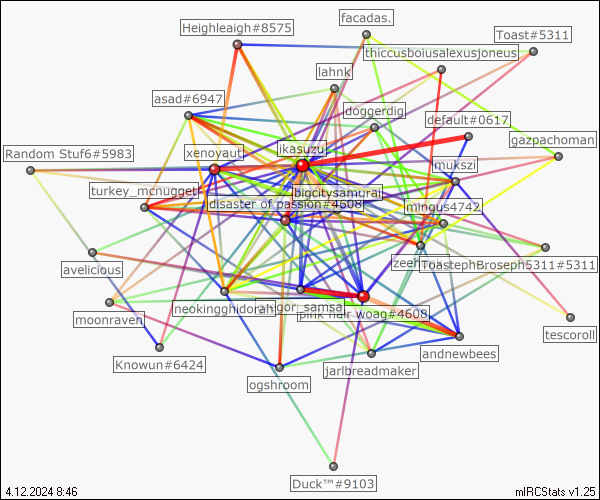 facadas.
Heighleaigh#8575
Toast#5311
thiccusboiusalexusjoneus
lahnk
asad#6947
doggerdig
default#0617
gazpachoman
ikasuzu
Random Stuf6#5983
xenoyaut
mukszi
turkey_mcnugget
bigcitysamurai
disaster of passion#4608
mingus4742
avelicious
ToastephBroseph5311#5311
moonraven
neokingghidorah
pink hair woag#4608
tescoroll
Knowun#6424
andnewbees
ogshroom
jarlbreadmaker
Duck™#9103
4.12.2024 8:46
mIRCStats v1.25